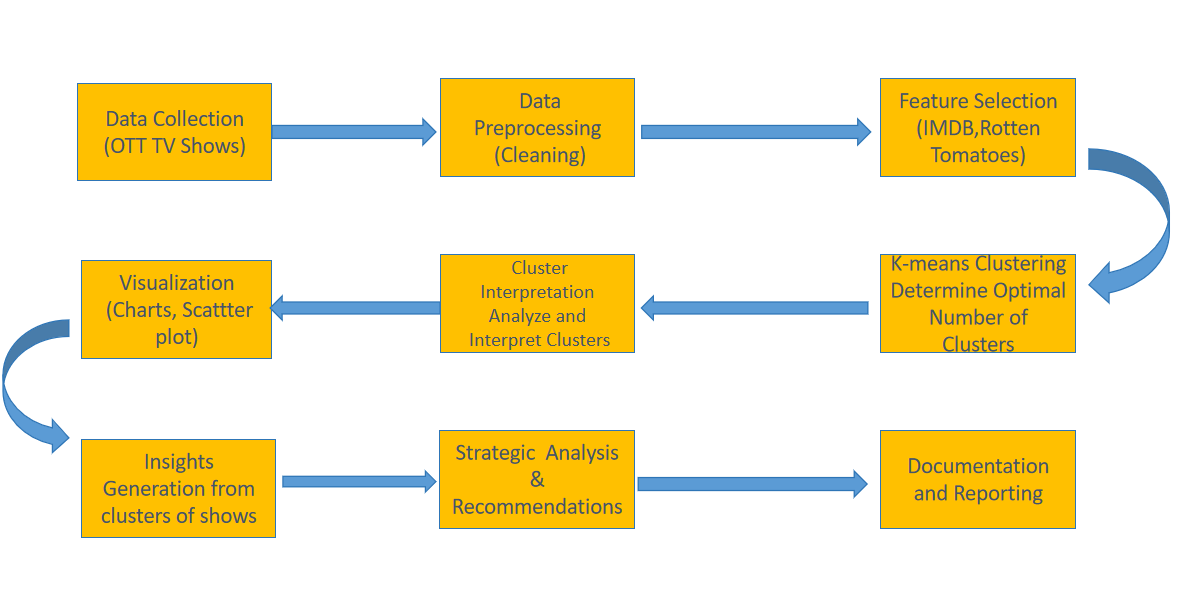 Data Collection
(OTT TV Shows)
Data
Preprocessing
(Cleaning)
Feature Selection
(IMDB,Rotten
Tomatoes)
K-means Clustering
Determine Optimal
Number of
Clusters
Cluster
Interpretation
Analyze and
Interpret Clusters
Visualization
(Charts, Scattter
plot)
Insights
Generation from
clusters of shows
Strategic  Analysis
&
Recommendations
Documentation
and Reporting